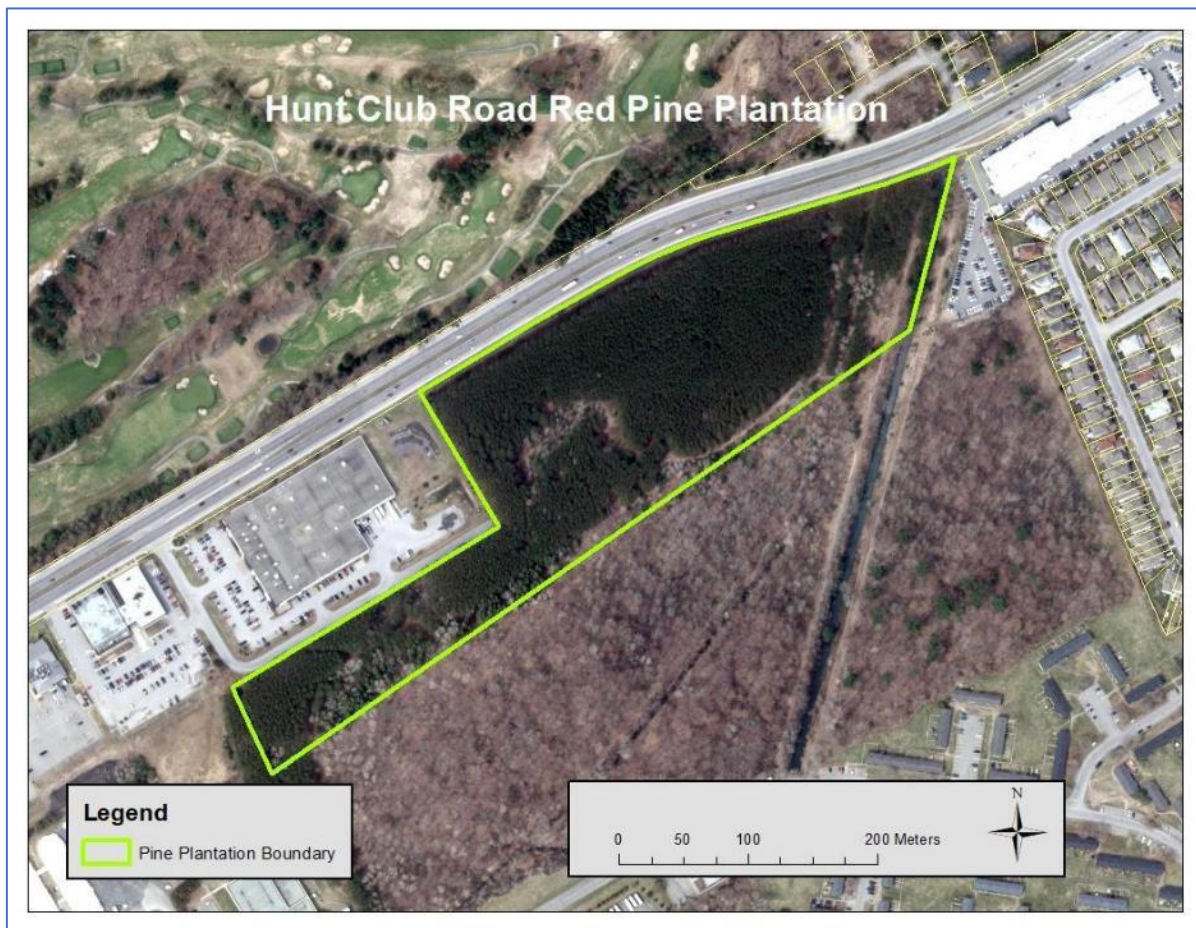 Hunt Club Road Red Pine Plantation
Legend
Pine Plantation Boundary
N
0 50 100 200 Meters